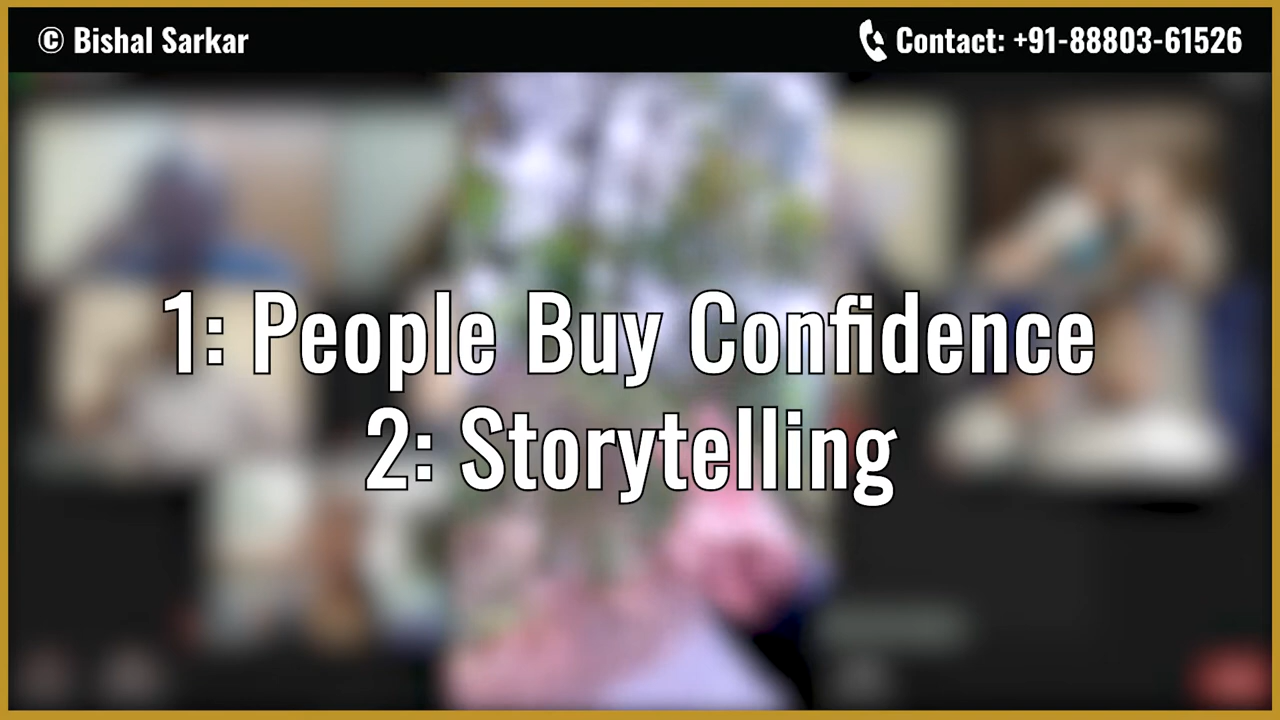 © Bishal Sarkar
Contact: +91-88803-61526
1: People Buy Confidence
2: Storytelling